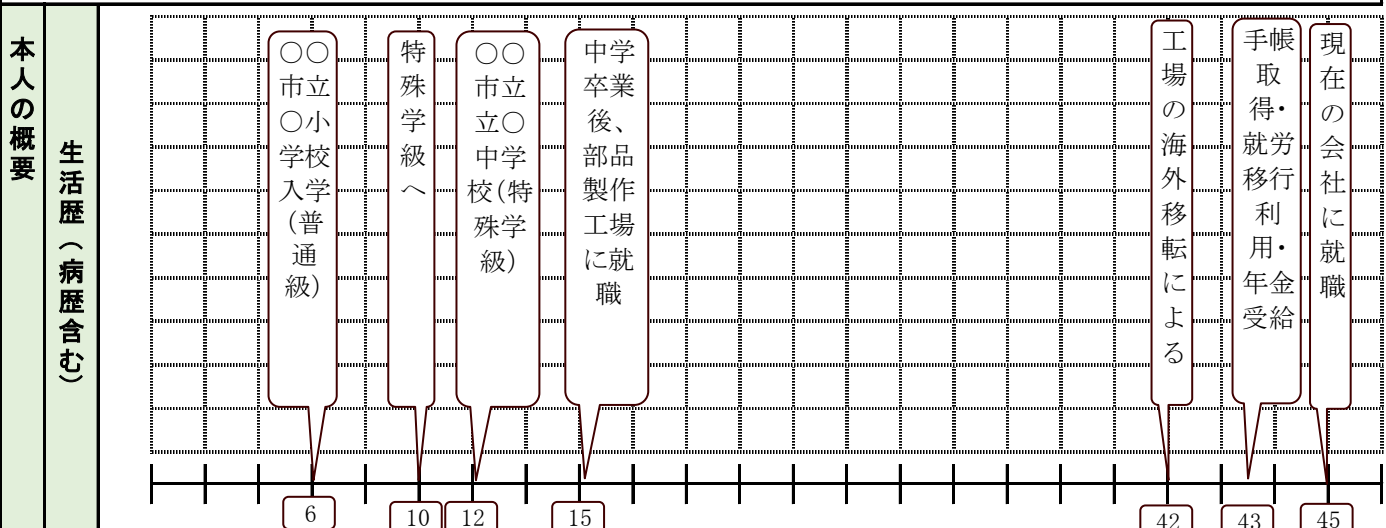 本人の概要
生活歴（病歴含む）
○○
市立
○小
学校
入学
(普
通
級)
特
殊
学
級
へ
○○
市立
立○
中学
校(特
殊学
級)
中学
卒業
後、
部品
製作
工場
に就
職
工
場
の
海
外
移
転
に
よ
る
手帳
取
得・
就労
移行
利
用・
年金
受給
現
在
の
会
社
に
就
職
6
10
12
15
42
43
45